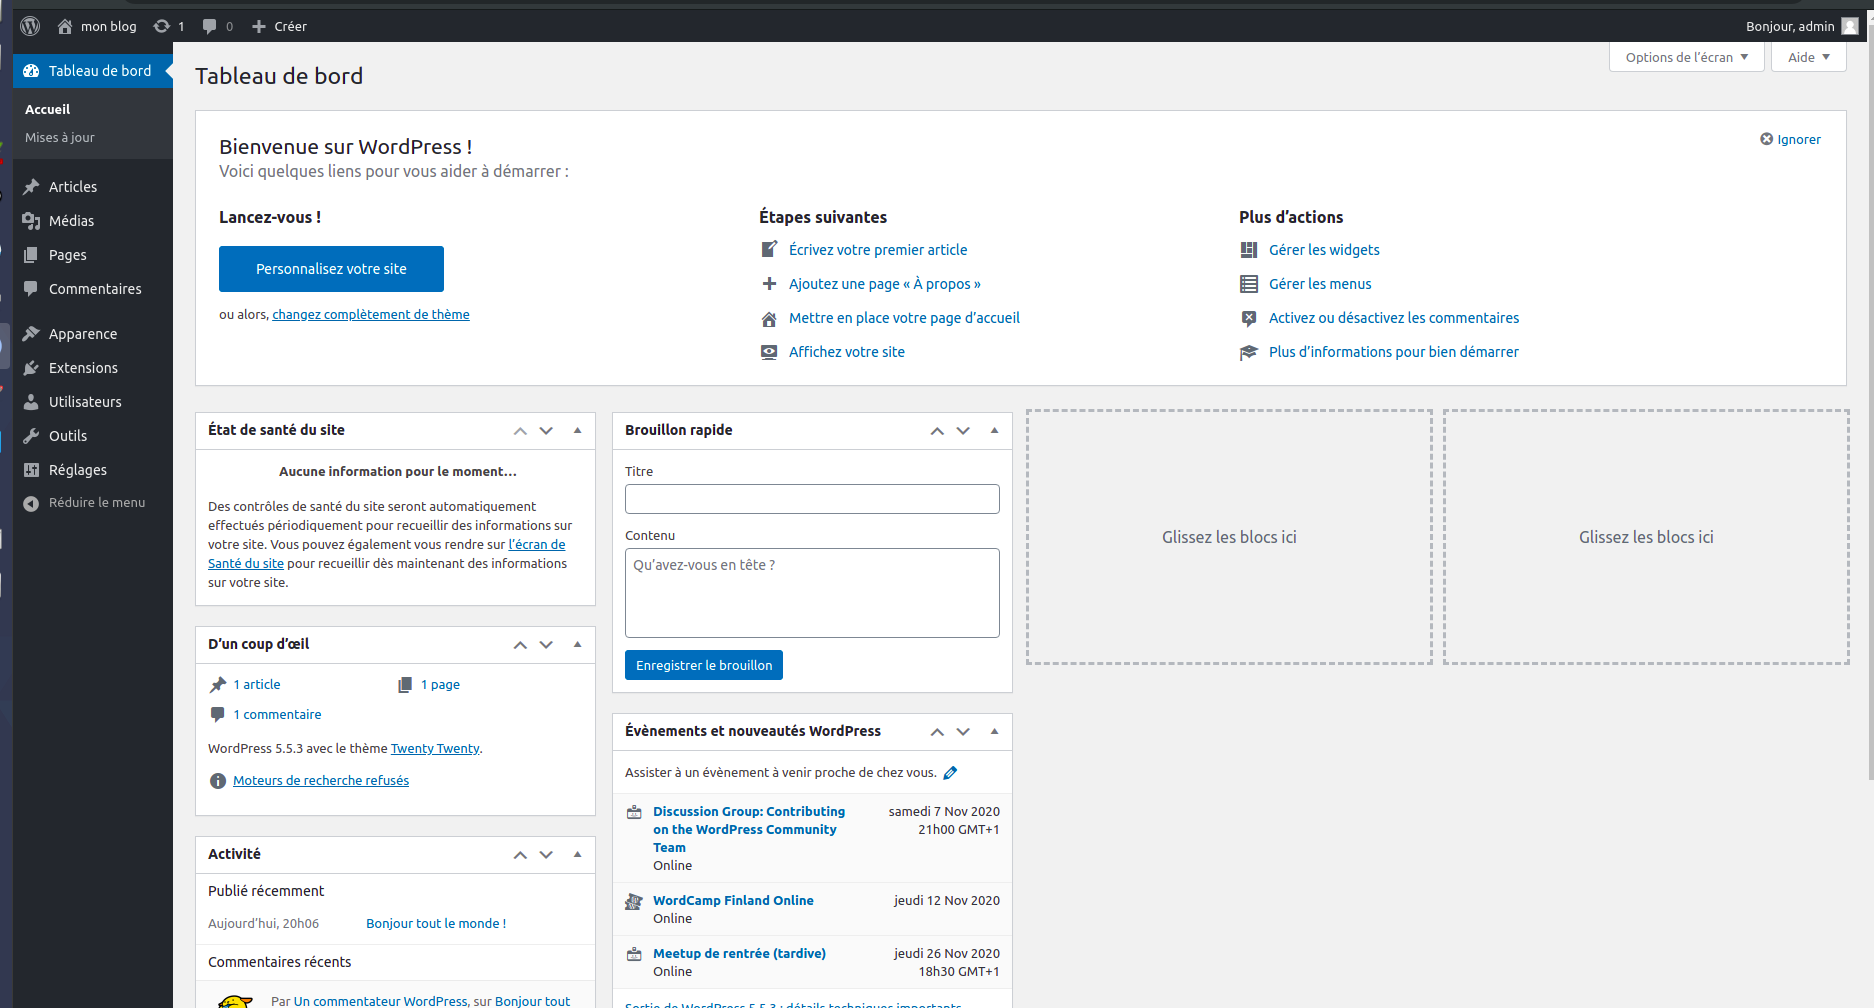 mon blog 1 0 Créer
Bonjour, admin
Tableau de bord
Accueil
Mises à jour
Articles
Médias
Pages
Commentaires
Apparence
Extensions
Utilisateurs
Outils
Réglages
Réduire le menu
Options de l’écran
Aide
Tableau de bord
Bienvenue sur WordPress !
Ignorer
Voici quelques liens pour vous aider à démarrer :
Lancez-vous !
Personnalisez votre site
ou alors, changez complètement de thème
Étapes suivantes
Écrivez votre premier article
Ajoutez une page « À propos »
Mettre en place votre page d’accueil
Affichez votre site
Plus d’actions
Gérer les widgets
Gérer les menus
Activez ou désactivez les commentaires
Plus d’informations pour bien démarrer
État de santé du site
Aucune information pour le moment…
Des contrôles de santé du site seront automatiquement
effectués périodiquement pour recueillir des informations sur
votre site. Vous pouvez également vous rendre sur l’écran de
Santé du site pour recueillir dès maintenant des informations
sur votre site.
D’un coup d’œil
1 article
1 page
1 commentaire
WordPress 5.5.3 avec le thème Twenty Twenty.
Moteurs de recherche refusés
Activité
Publié récemment
Aujourd’hui, 20h06 Bonjour tout le monde !
Commentaires récents
Par Un commentateur WordPress, sur Bonjour tout
Brouillon rapide
Titre
Contenu
Qu’avez-vous en tête ?
Enregistrer le brouillon
Évènements et nouveautés WordPress
Assister à un évènement à venir proche de chez vous.
Discussion Group: Contributing
on the WordPress Community
Team
Online
samedi 7 Nov 2020
21h00 GMT+1
WordCamp Finland Online
Online
jeudi 12 Nov 2020
Meetup de rentrée (tardive)
Online
jeudi 26 Nov 2020
18h30 GMT+1
Sortie de WordPress 5.5.3 : détails techniques importants
Glissez les blocs ici
Glissez les blocs ici